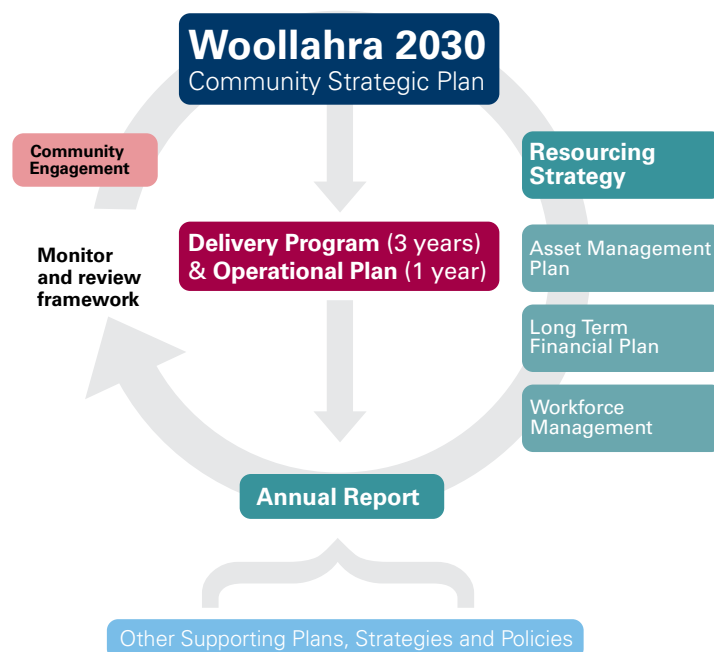 Woollahra 2030
Community Strategic Plan
Community
Engagement
Resourcing
Strategy
Monitor
and review
framework
Delivery Program (3 years)
& Operational Plan (1 year)
Asset Management
Plan
Long Term
Financial Plan
Workforce
Management
Annual Report
Other Supporting Plans, Strategies and Policies